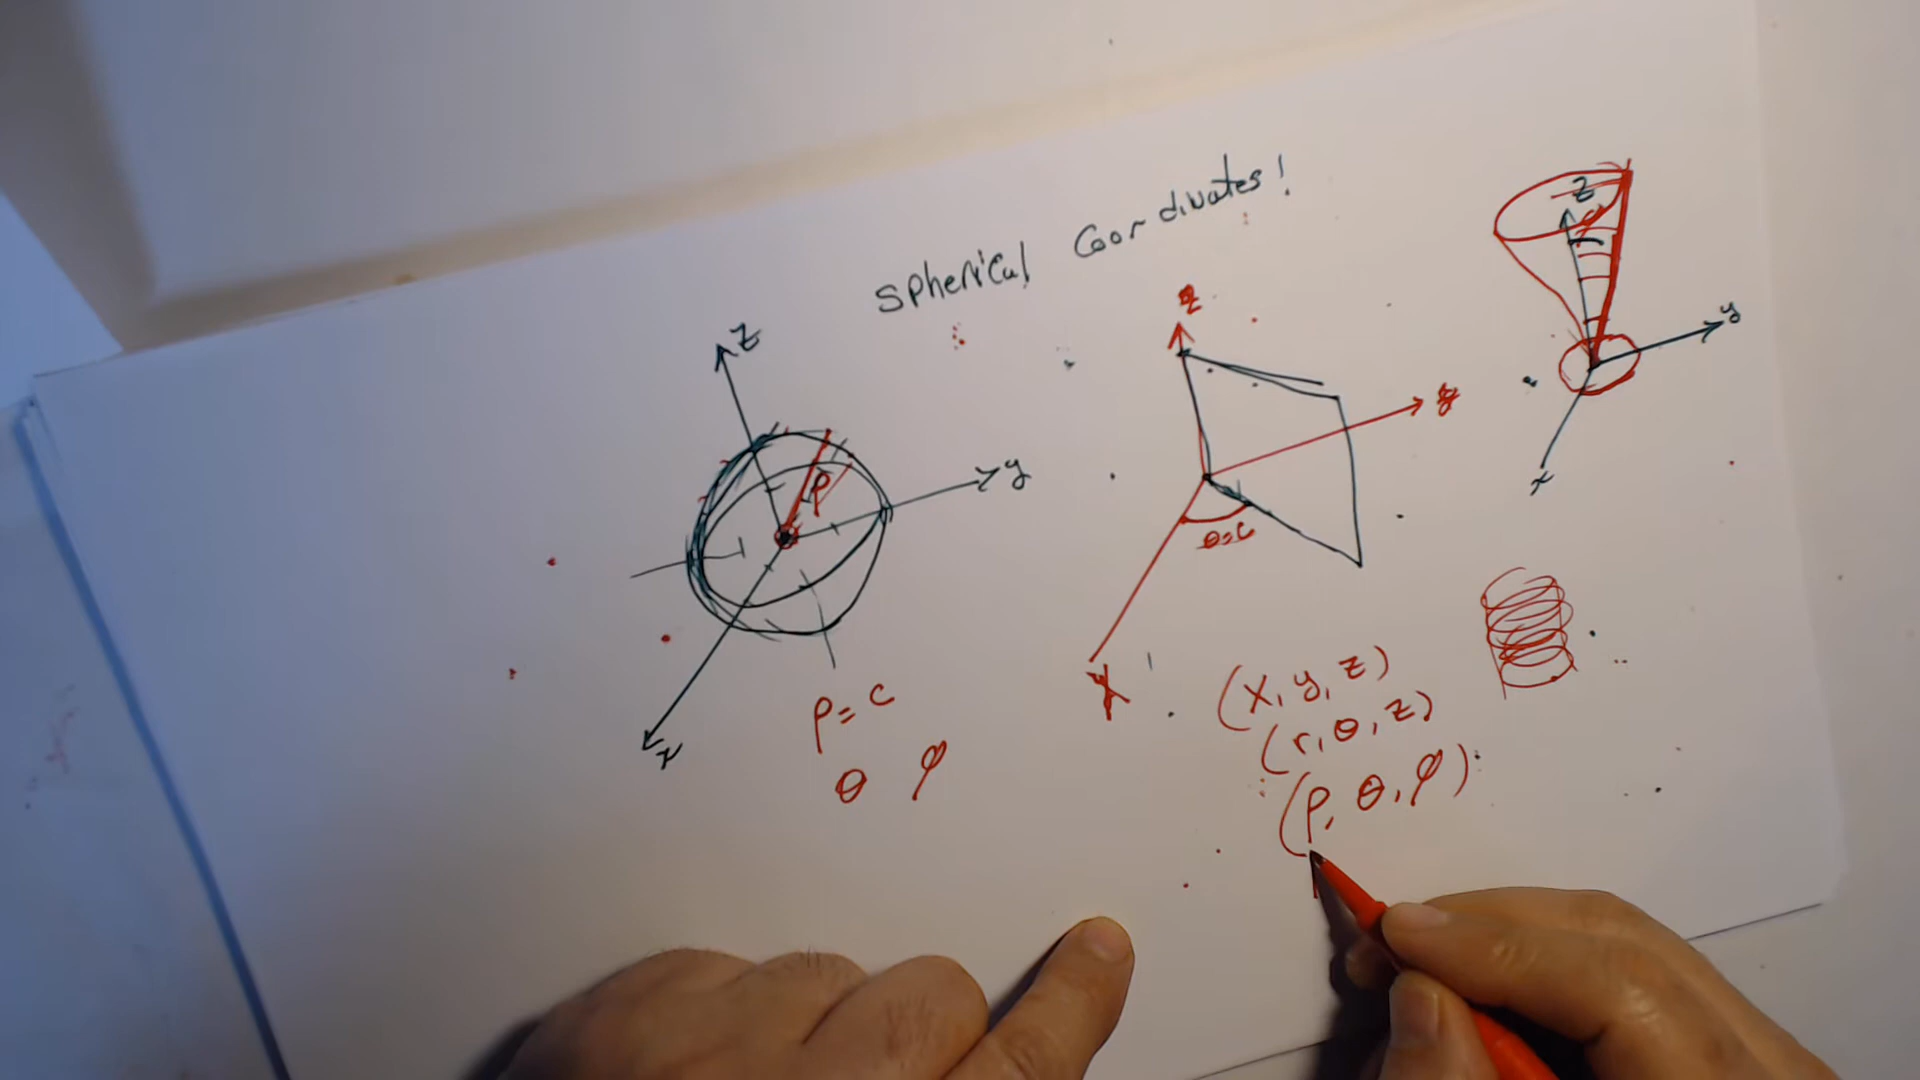 Spherical Coordinates!
z
y
x
ρ
ρ = c
θ φ
z
y
x
θ = c
z
y
x
(x, y, z)
(r, θ, z)
(ρ, θ, φ)